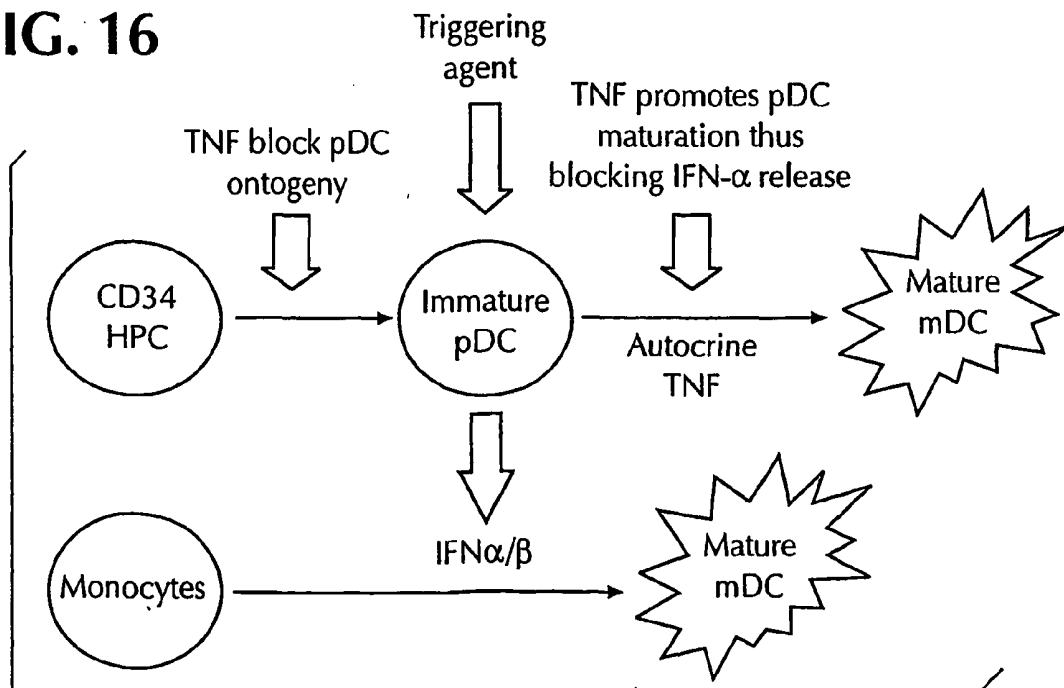 IG. 16
Triggering
agent
TNF block pDC
ontogeny
TNF promotes pDC
maturation thus
blocking IFN-α release
CD34
HPC
Immature
pDC
Autocrine
TNF
Mature
mDC
IFNα/β
Monocytes
Mature
mDC